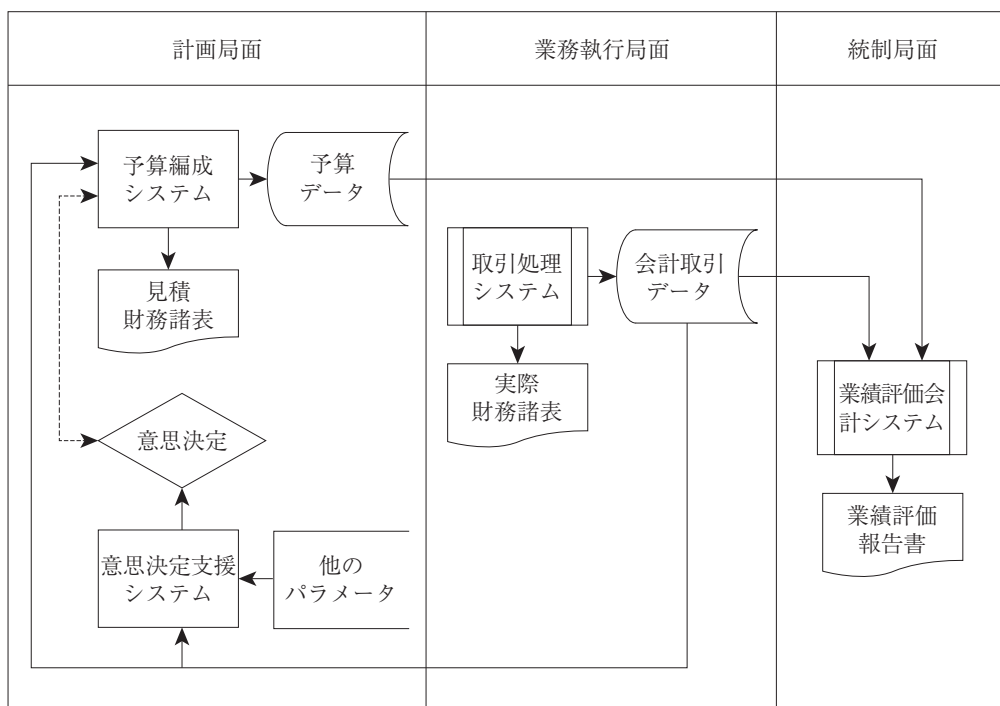 計画局面
業務執行局面
統制局面
予算編成
システム
予算
データ
見積
財務諸表
取引処理
システム
会計取引
データ
実際
財務諸表
業績評価会
計システム
業績評価
報告書
意思決定
意思決定支援
システム
他の
パラメータ